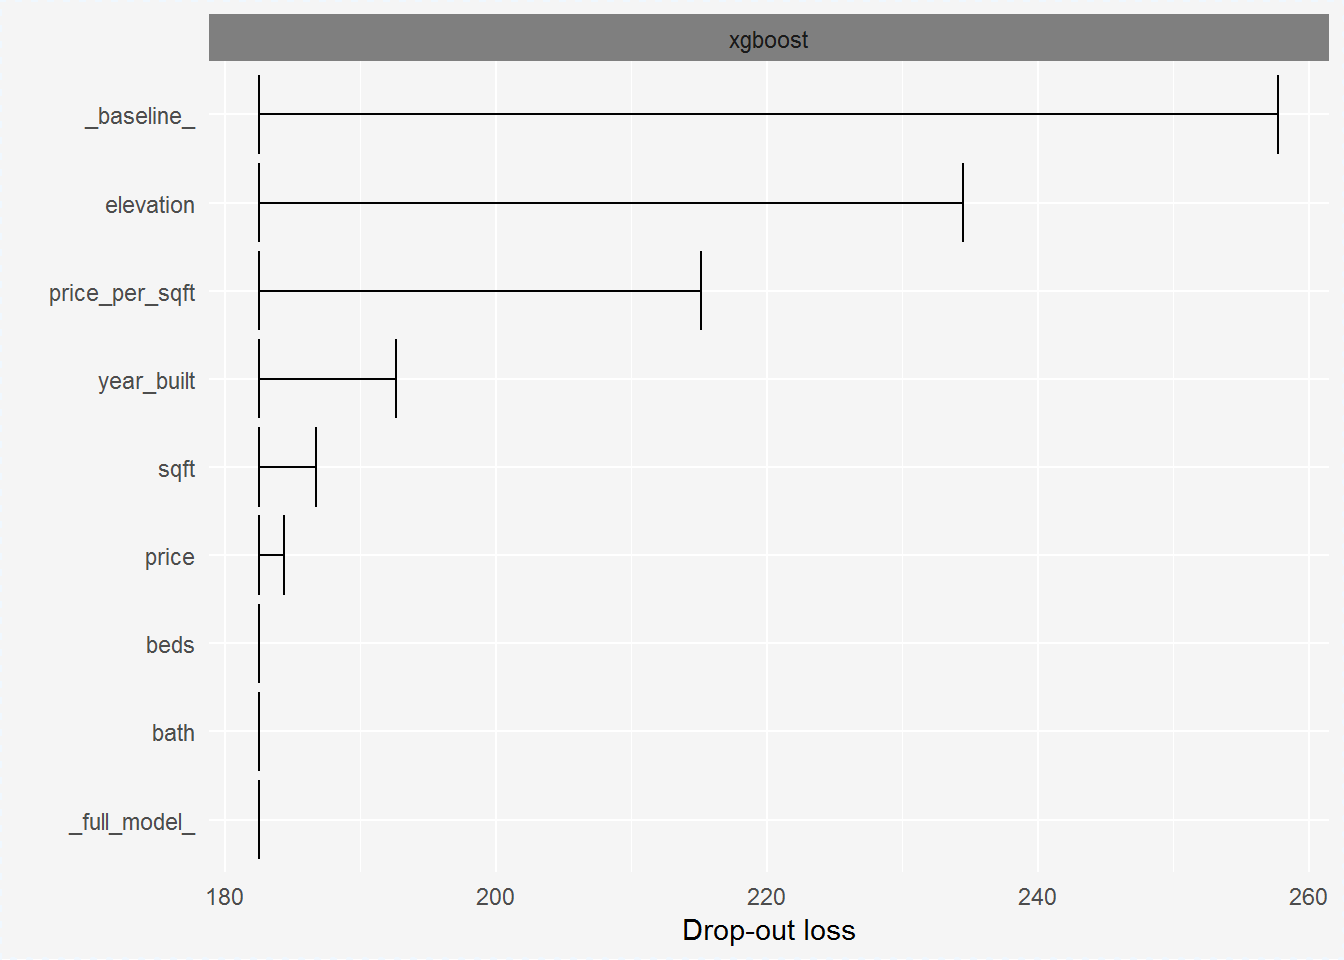 xgboost
_baseline_
elevation
price_per_sqft
year_built
sqft
price
beds
bath
_full_model_
180 200 220 240 260
Drop-out loss